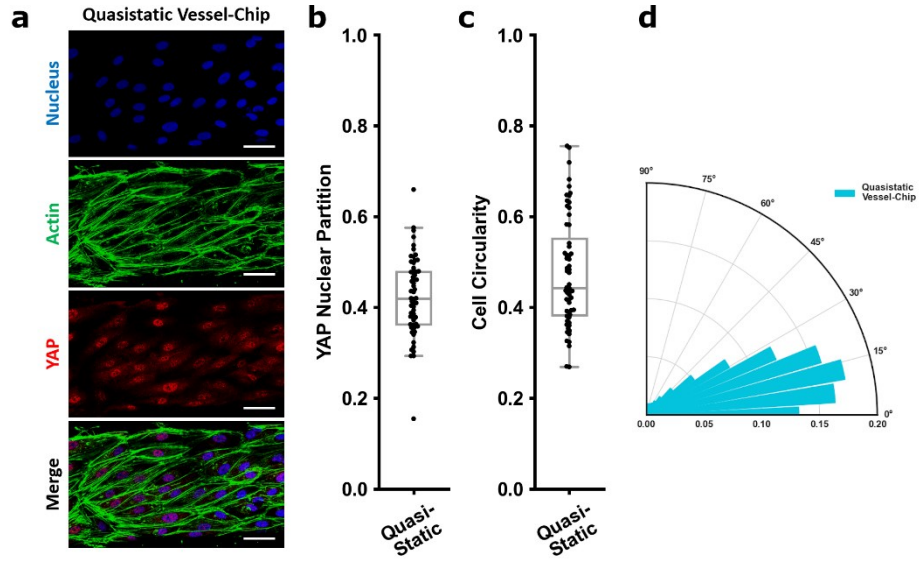 a
Quasistatic Vessel-Chip
Nucleus
Actin
YAP
Merge
b
YAP Nuclear Partition
1.0
0.8
0.6
0.4
0.2
0.0
Quasi-
Static
c
Cell Circularity
1.0
0.8
0.6
0.4
0.2
0.0
Quasi-
Static
d
90°
75°
60°
45°
30°
15°
0°
0.00
0.05
0.10
0.15
0.20
Quasistatic
Vessel-Chip